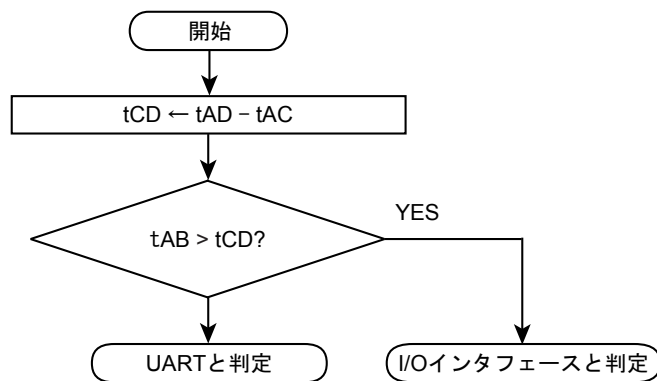 開始
tCD ← tAD − tAC
tAB > tCD?
YES
UARTと判定
I/Oインタフェースと判定